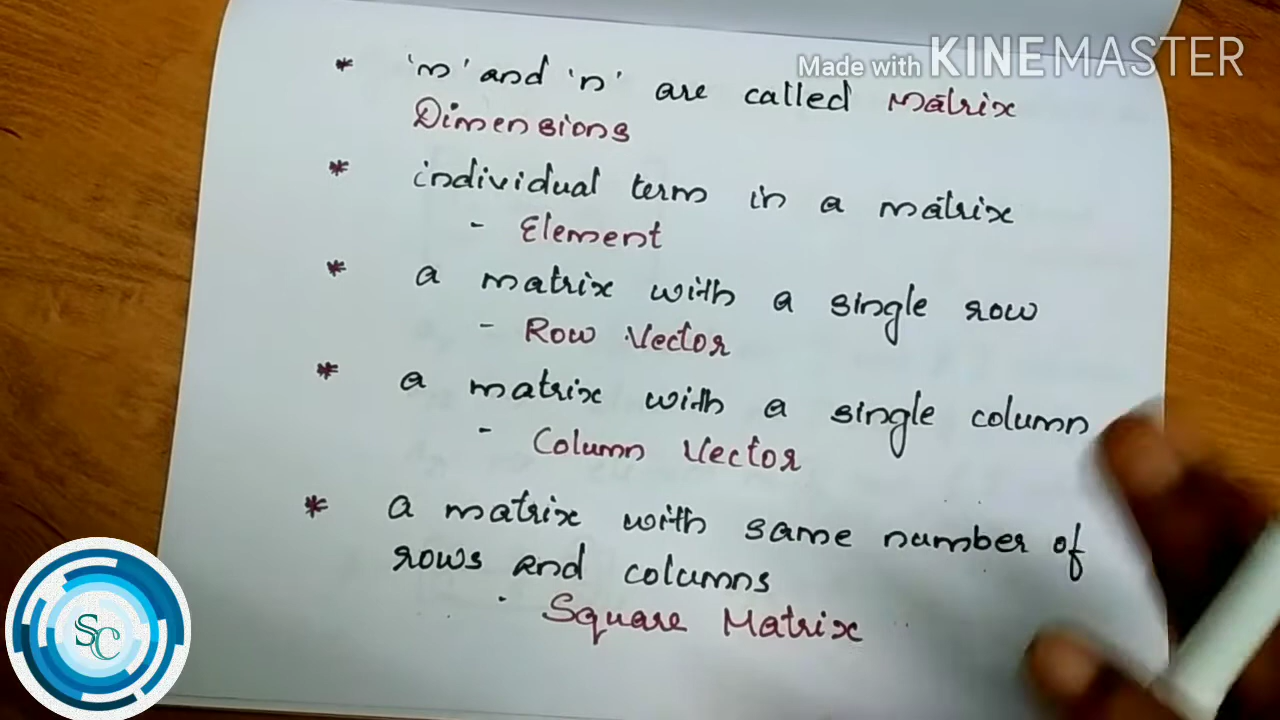 Made with KINEMASTER
* 'm' and 'n' are called Matrix
Dimensions
* individual term in a matrix
- Element
* a matrix with a single row
- Row Vector
* a matrix with a single column
- Column Vector
* a matrix with same number of
rows and columns
- Square Matrix
SC